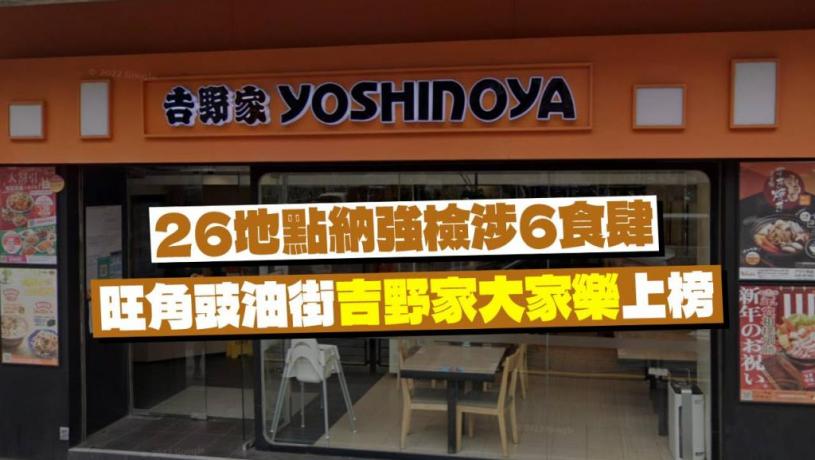 吉野家 YOSHINOYA
26地點納強檢涉6食肆
旺角豉油街吉野家大家樂上榜
新年のお祝い